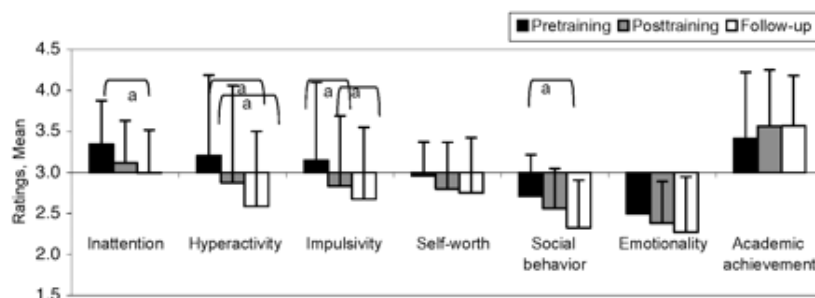 Pretraining Posttraining Follow-up
4.5
4.0
3.5
3.0
2.5
2.0
1.5
Ratings, Mean
a
a
a
a
a
a
Inattention Hyperactivity Impulsivity Self-worth Social behavior Emotionality Academic achievement